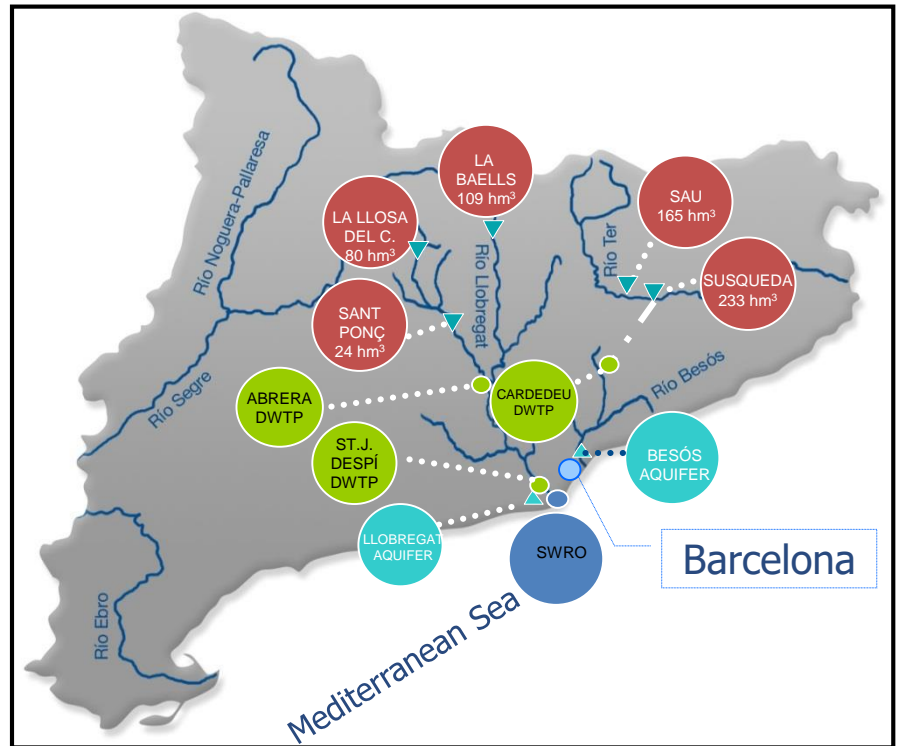 LA
BAELLS
109 hm³
SAU
165 hm³
LA LLOSA
DEL C.
80 hm³
SUSQUEDA
233 hm³
SANT
PONÇ
24 hm³
Río Noguera-Pallaresa
Río Llobregat
Río Ter
Río Segre
Río Besós
ABRERA
DWTP
CARDEDEU
DWTP
ST.J.
DESPÍ
DWTP
BESÓS
AQUIFER
LLOBREGAT
AQUIFER
SWRO
Barcelona
Río Ebro
Mediterranean Sea